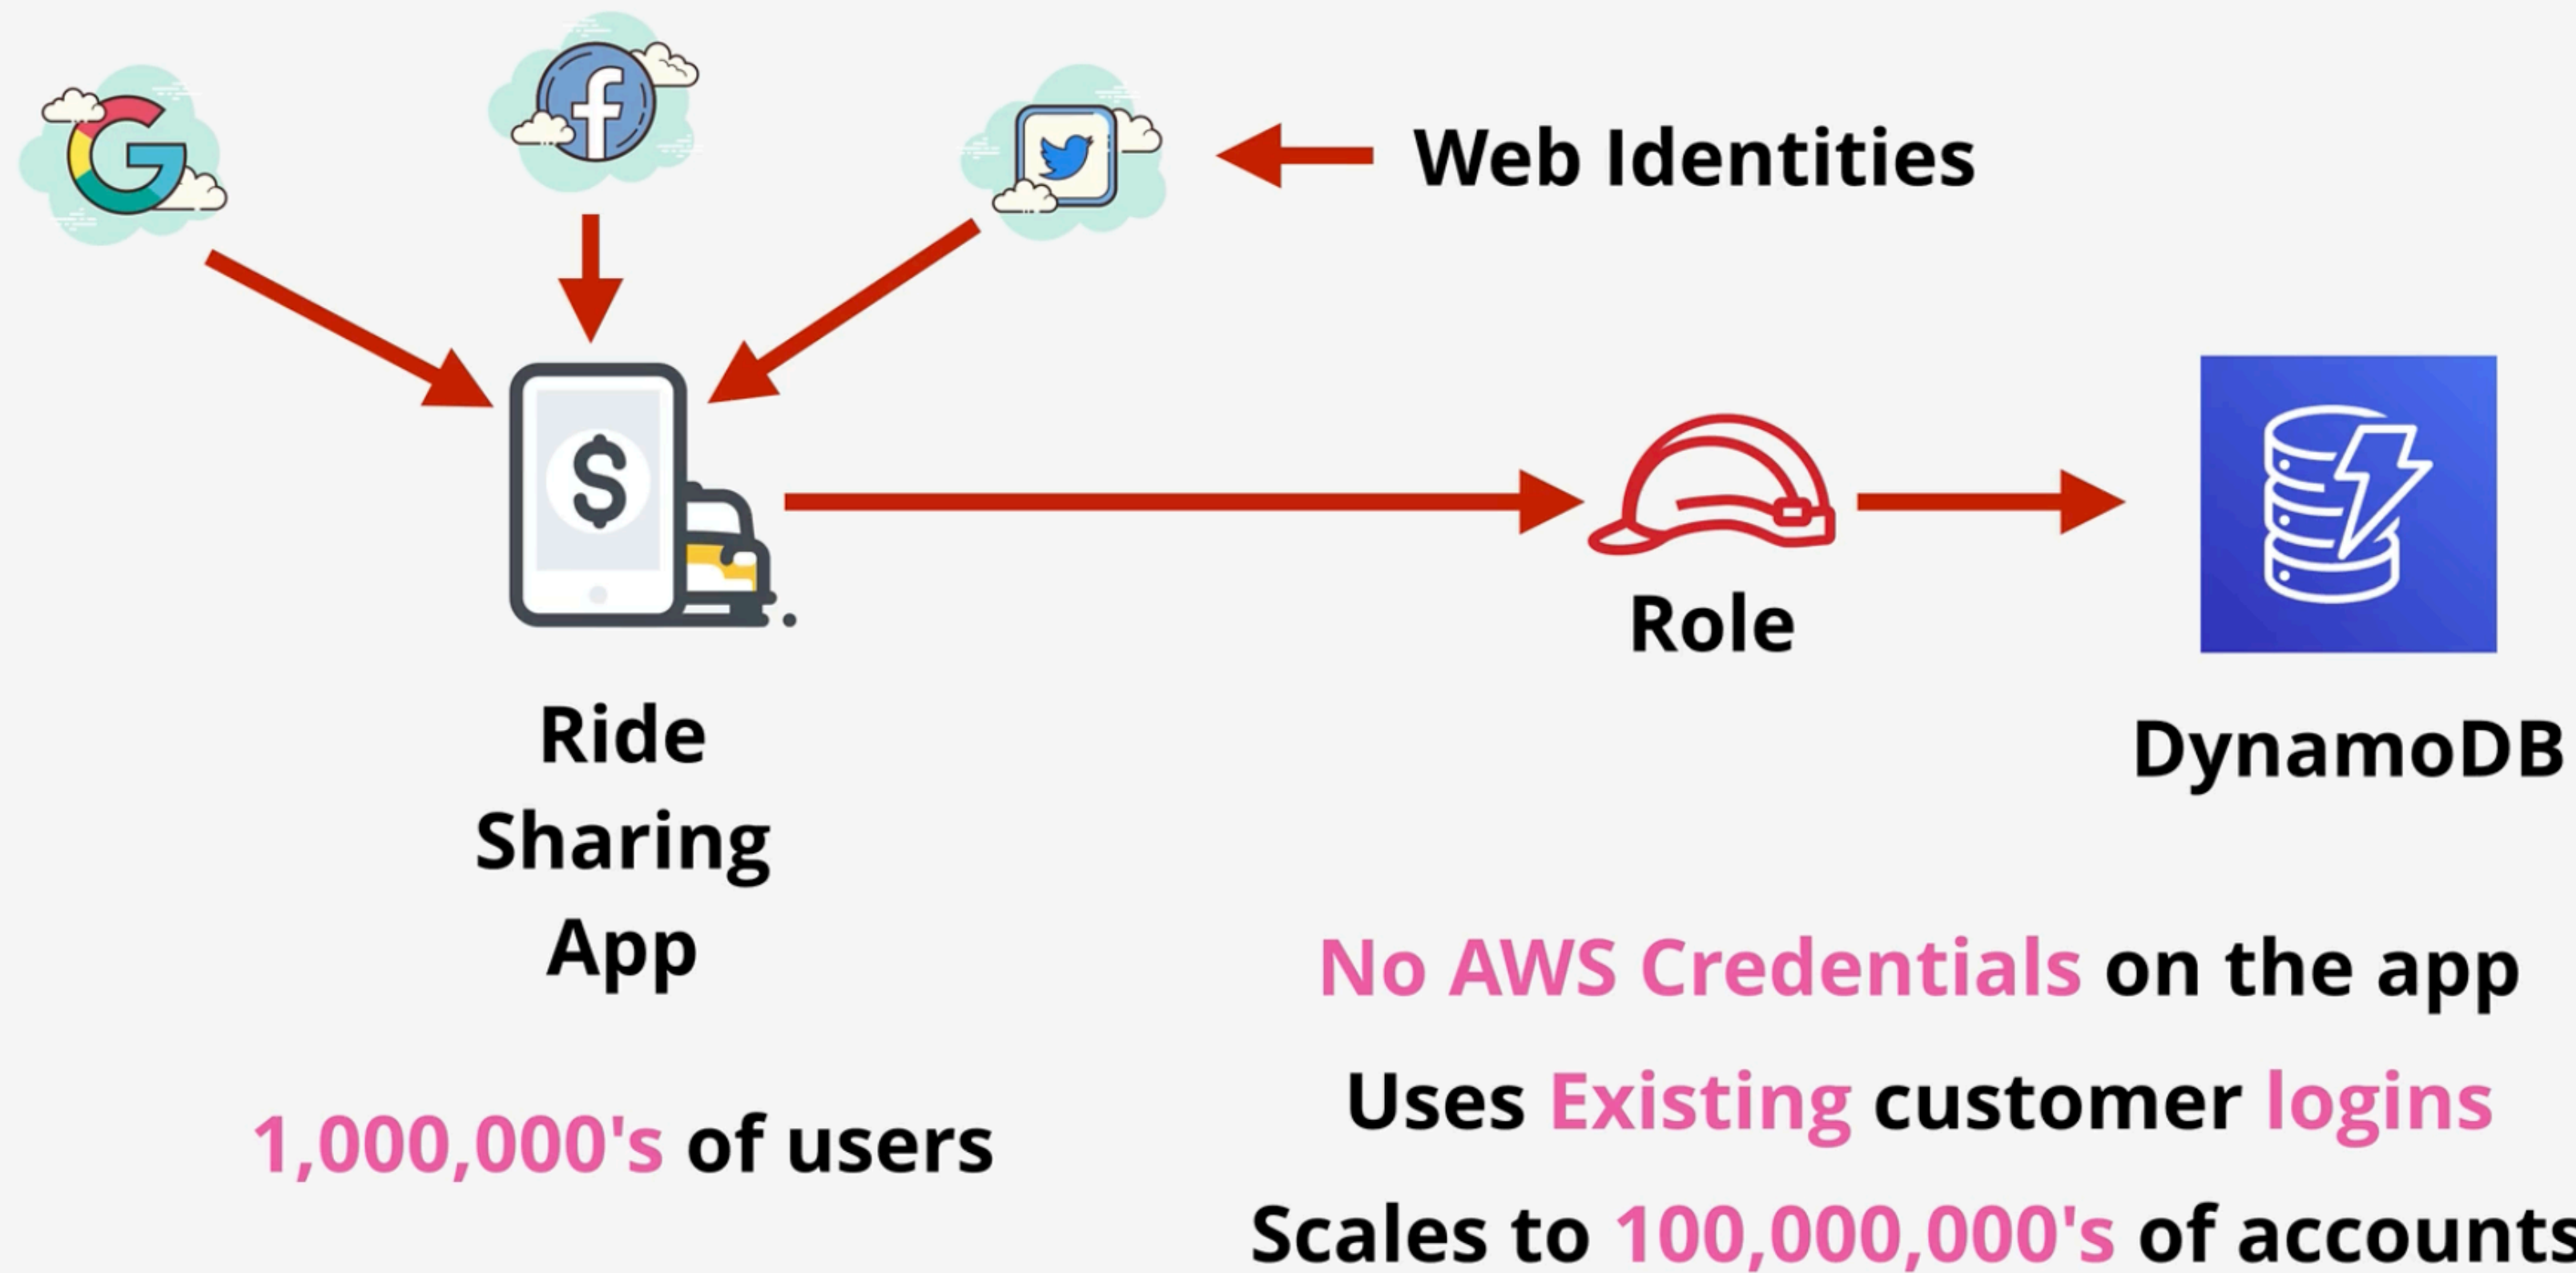 Web Identities
Role
Ride
Sharing
App
DynamoDB
1,000,000's of users
No AWS Credentials on the app
Uses Existing customer logins
Scales to 100,000,000's of accounts